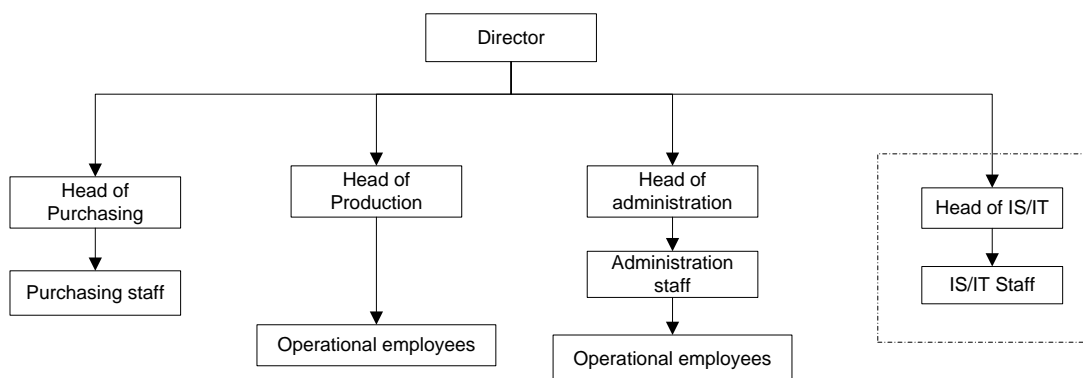 Director
Head of
Purchasing
Head of
Production
Head of
administration
Head of IS/IT
Purchasing staff
Administration
staff
IS/IT Staff
Operational employees
Operational employees